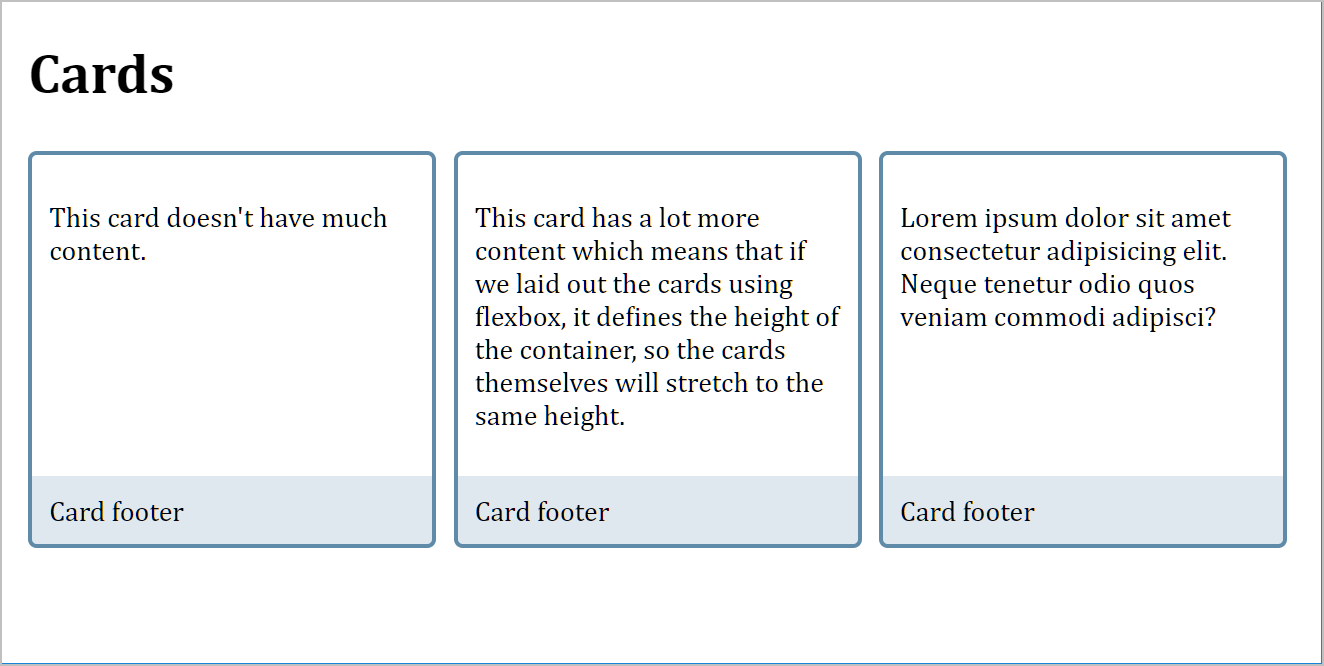 Cards
This card doesn't have much
content.
Card footer
This card has a lot more
content which means that if
we laid out the cards using
flexbox, it defines the height of
the container, so the cards
themselves will stretch to the
same height.
Card footer
Lorem ipsum dolor sit amet
consectetur adipisicing elit.
Neque tenetur odio quos
veniam commodi adipisci?
Card footer